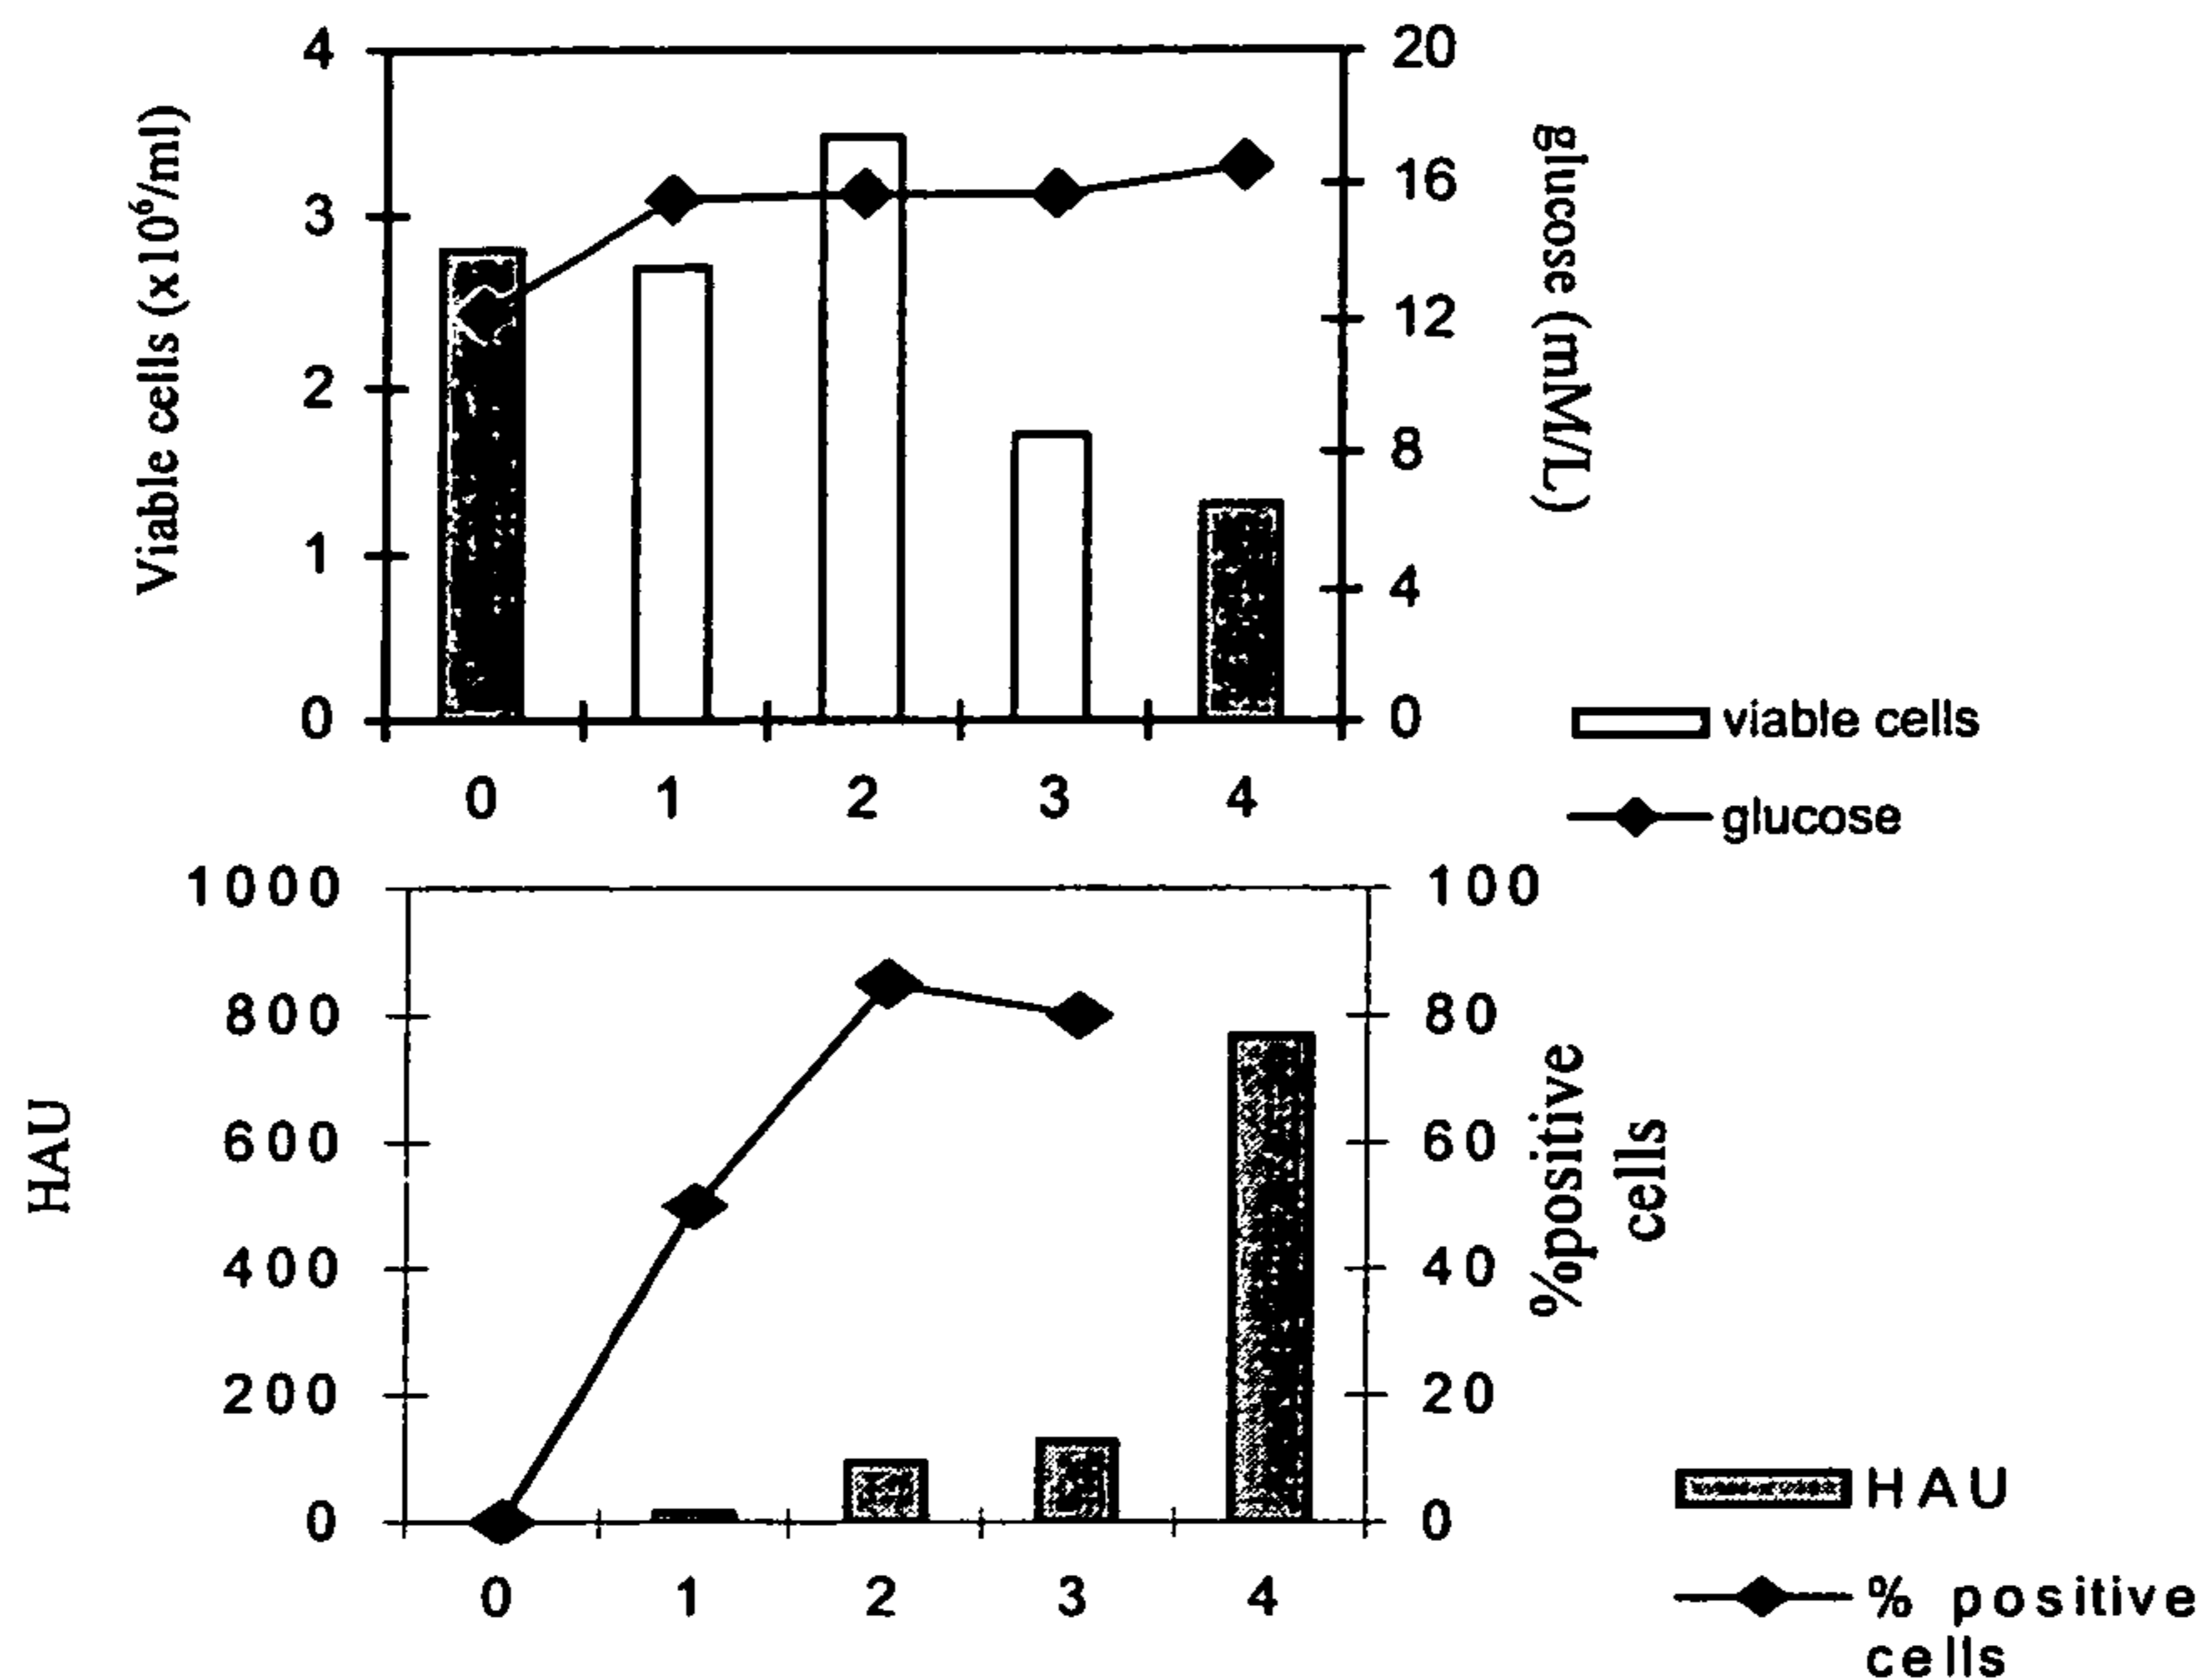 4
3
2
1
0
Viable cells (x10⁶/ml)
20
16
12
8
4
0
glucose (mM/L)
0 1 2 3 4
viable cells
glucose
1000
800
600
400
200
0
HAU
100
80
60
40
20
0
%positive
cells
0 1 2 3 4
HAU
% positive
cells